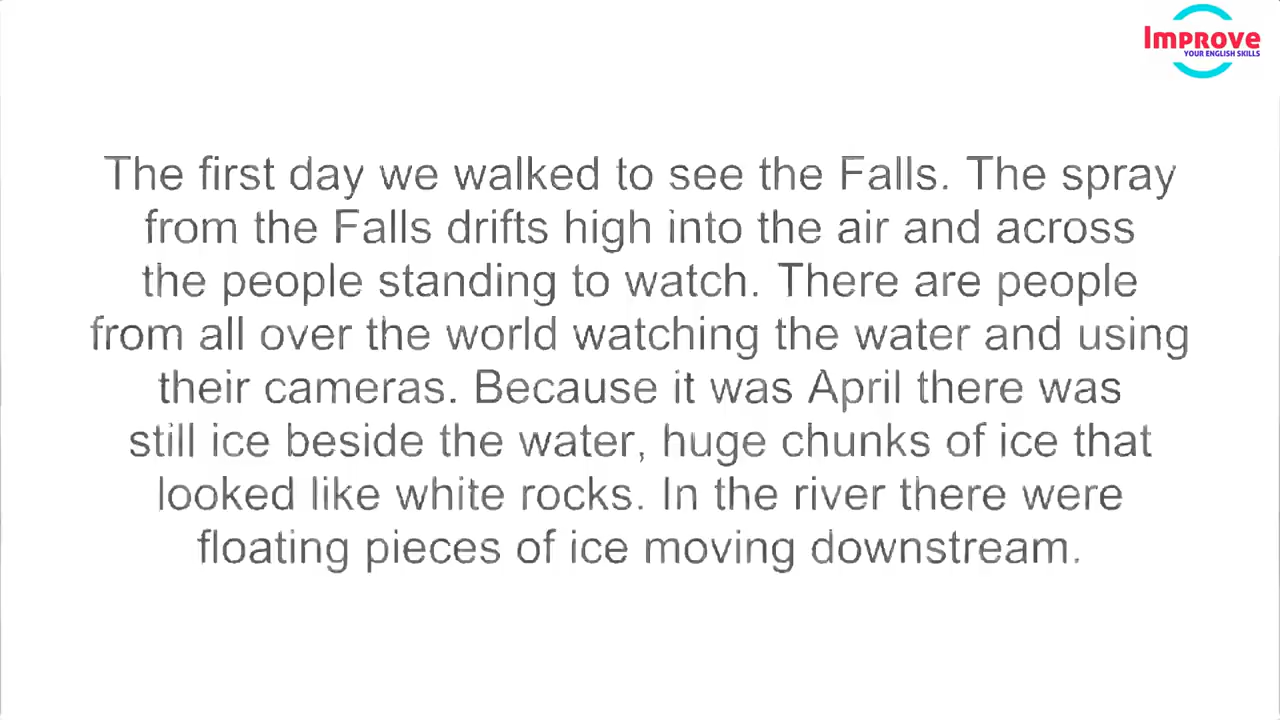 Improve
YOUR ENGLISH SKILLS
The first day we walked to see the Falls. The spray
from the Falls drifts high into the air and across
the people standing to watch. There are people
from all over the world watching the water and using
their cameras. Because it was April there was
still ice beside the water, huge chunks of ice that
looked like white rocks. In the river there were
floating pieces of ice moving downstream.